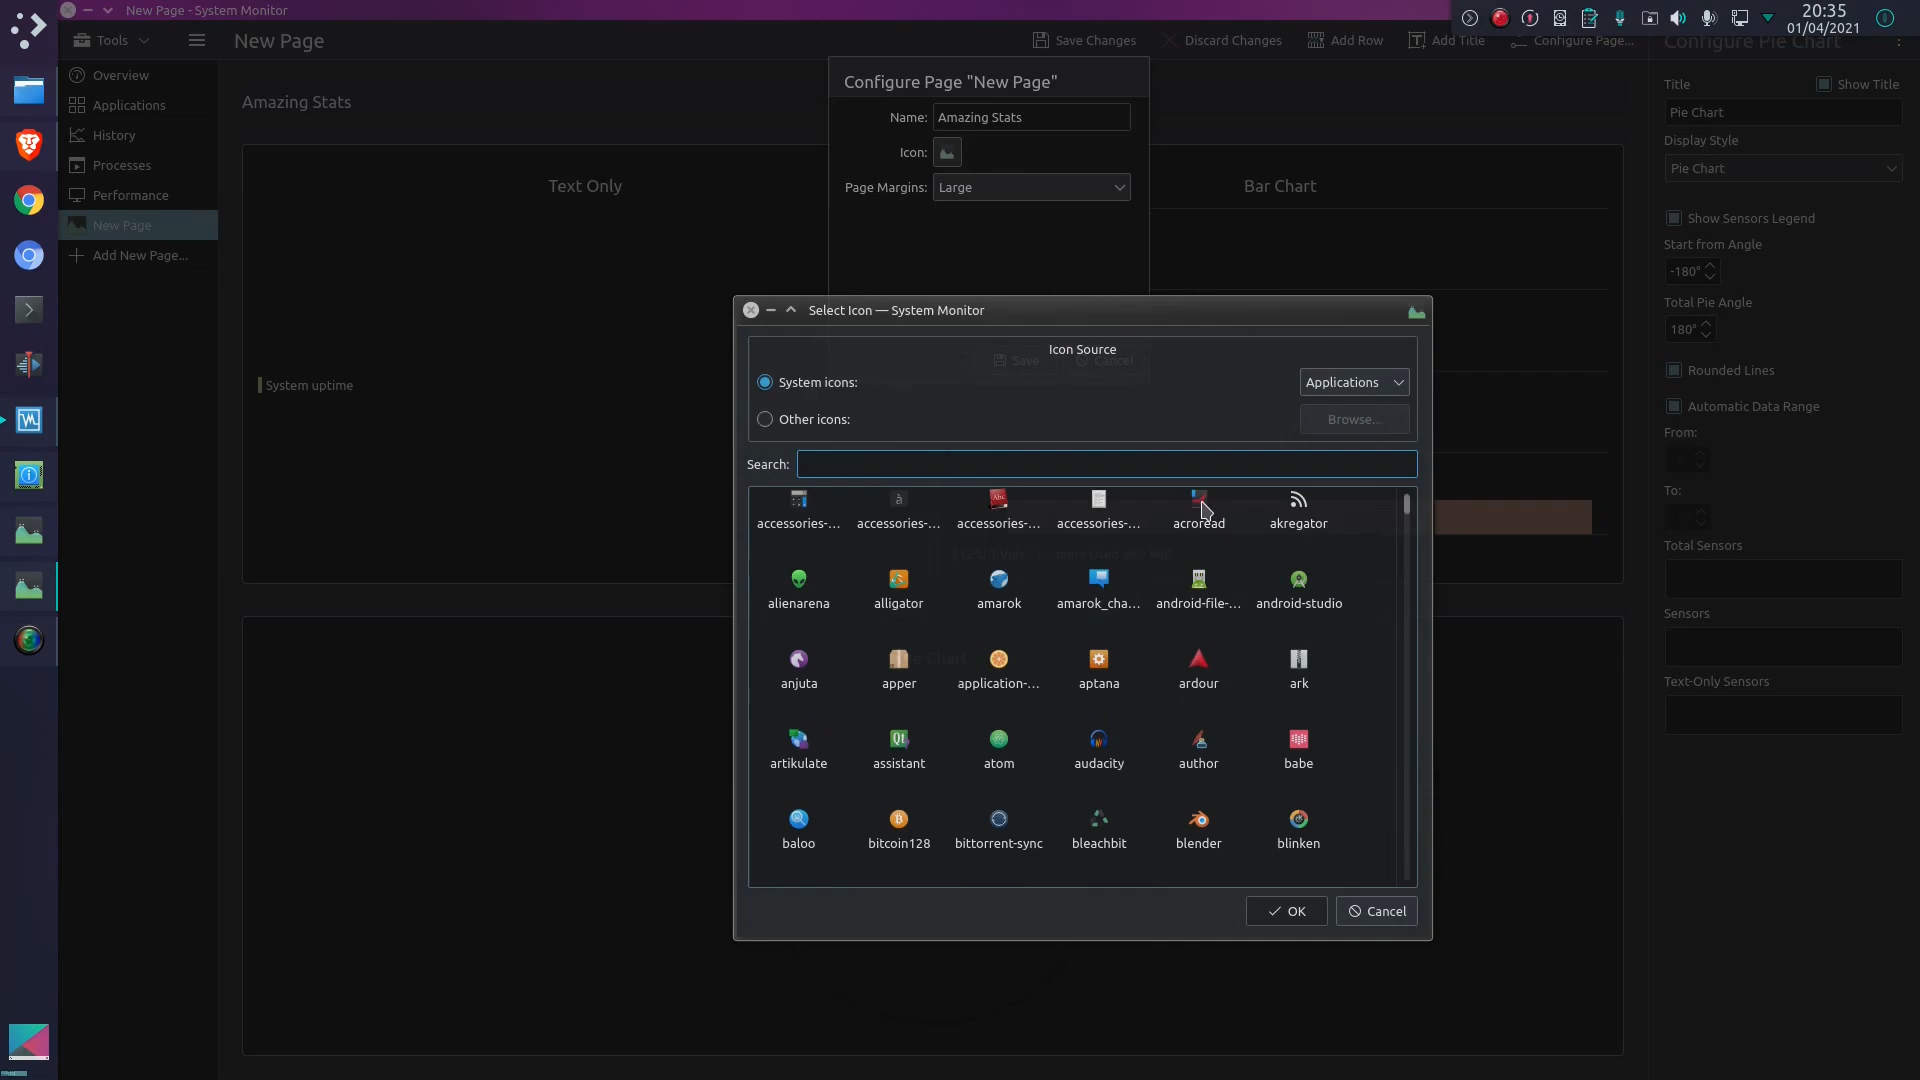 New Page - System Monitor
20:35
01/04/2021
Tools
New Page
Save Changes
Discard Changes
Add Row
Add Title
Configure Page...
Configure Pie Chart
Overview
Applications
History
Processes
Performance
New Page
Add New Page...
Amazing Stats
Text Only
System uptime
Bar Chart
Configure Page "New Page"
Name: Amazing Stats
Icon:
Page Margins: Large
Save
Cancel
Select Icon — System Monitor
Icon Source
System icons: Applications
Other icons: Browse...
Search:
accessories-... accessories-... accessories-... accessories-... acroread akregator
alienarena alligator amarok amarok_cha... android-file-... android-studio
anjuta apper application-... aptana ardour ark
artikulate assistant atom audacity author babe
baloo bitcoin128 bittorrent-sync bleachbit blender blinken
OK
Cancel
Title
Show Title
Pie Chart
Display Style
Pie Chart
Show Sensors Legend
Start from Angle
-180°
Total Pie Angle
180°
Rounded Lines
Automatic Data Range
From:
To:
Total Sensors
Sensors
Text-Only Sensors